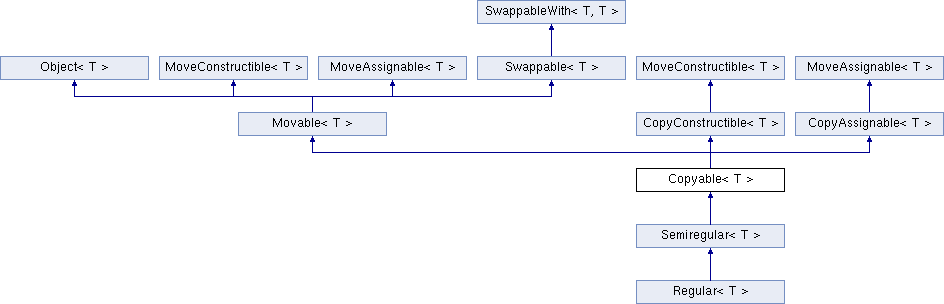 SwappableWith< T, T >
Object< T >
MoveConstructible< T >
MoveAssignable< T >
Swappable< T >
MoveConstructible< T >
MoveAssignable< T >
Movable< T >
CopyConstructible< T >
CopyAssignable< T >
Copyable< T >
Semiregular< T >
Regular< T >